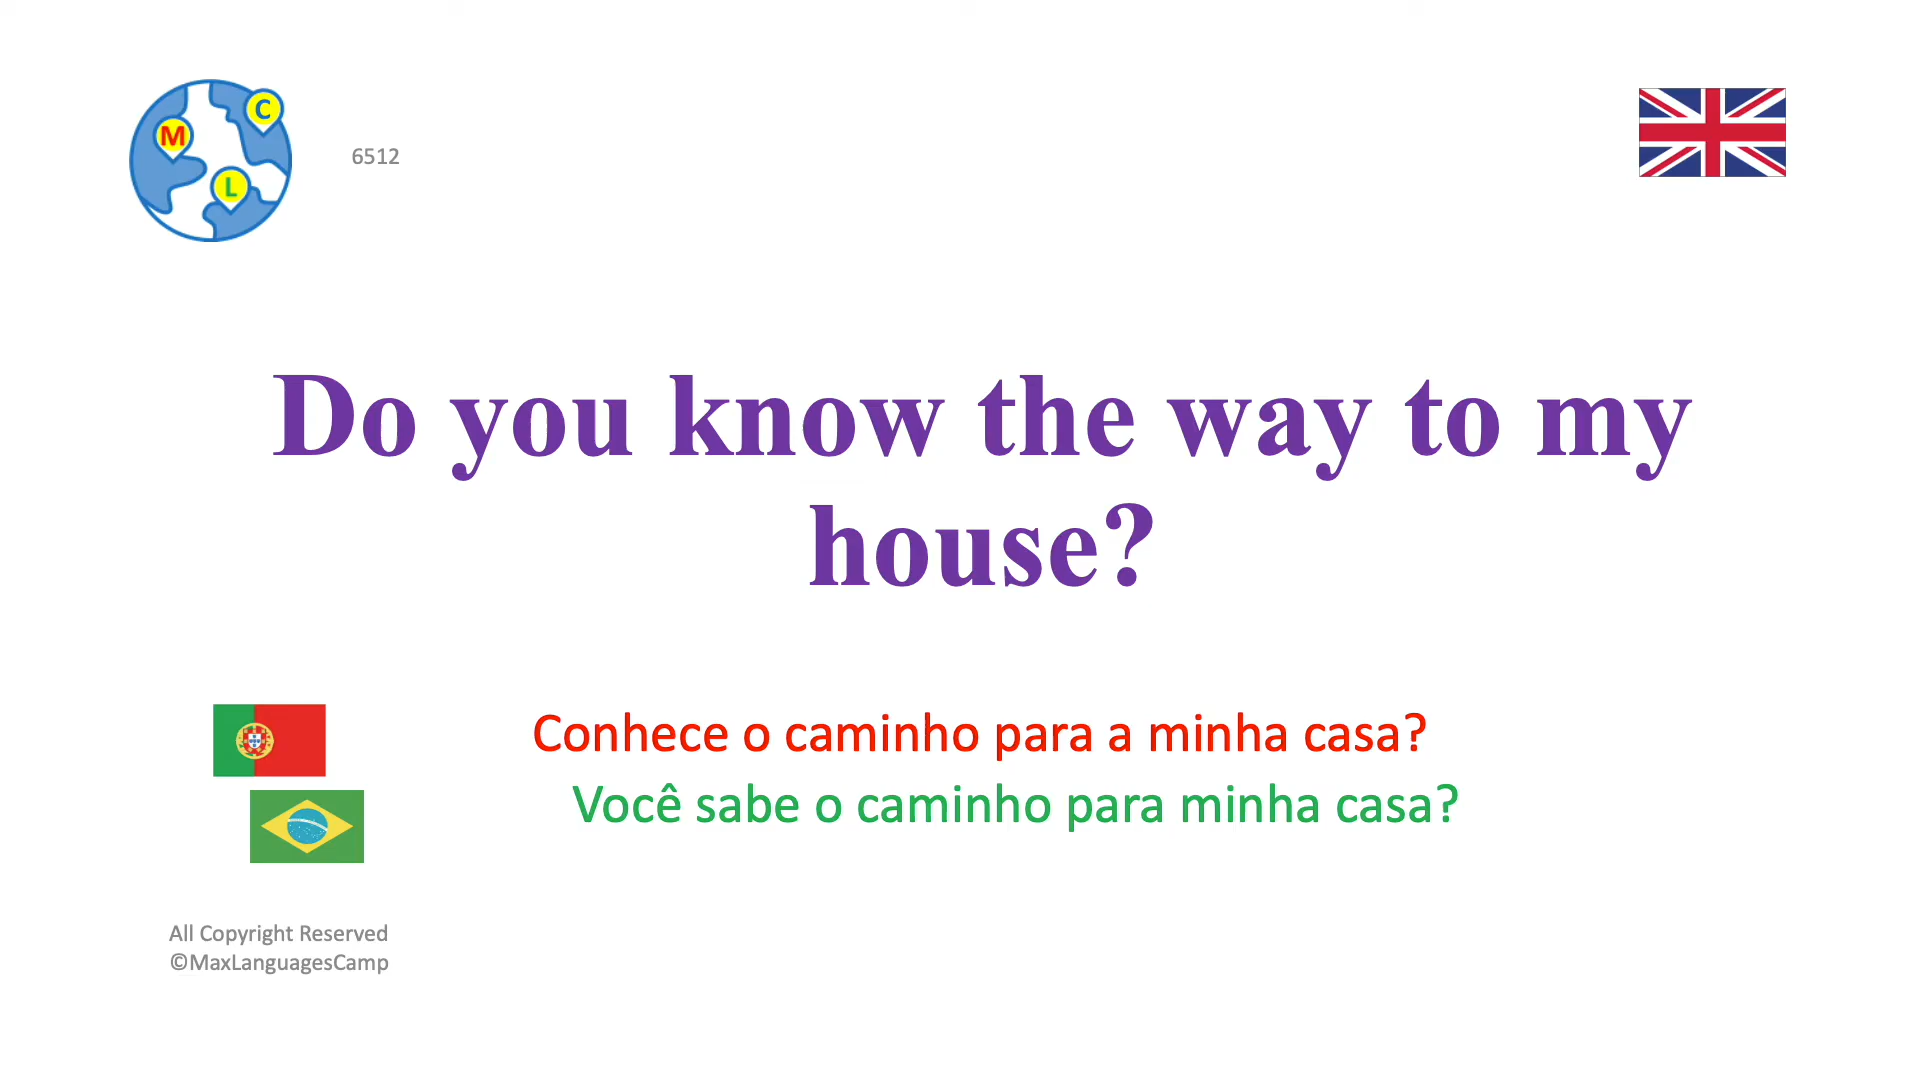 M
C
L
6512
Do you know the way to my
house?
Conhece o caminho para a minha casa?
Você sabe o caminho para minha casa?
All Copyright Reserved
©MaxLanguagesCamp